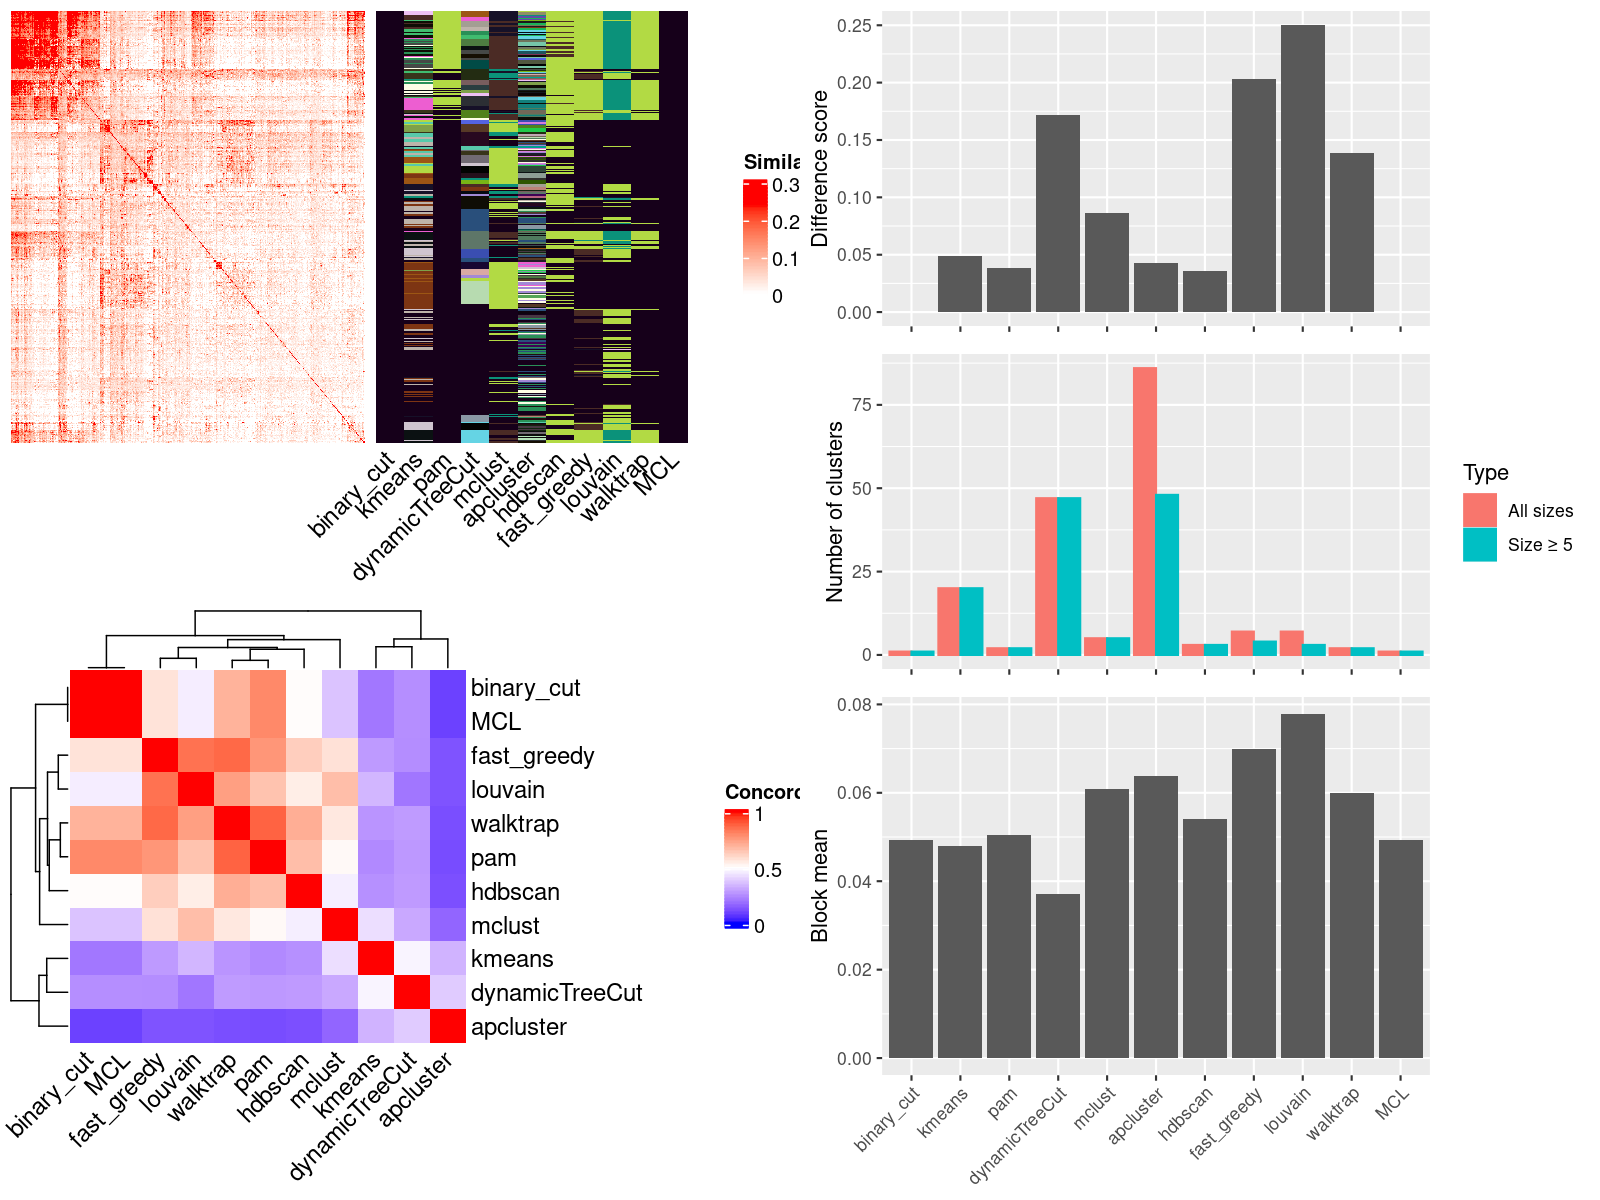 Simila
0.3
0.2
0.1
0
binary_cut
kmeans
pam
dynamicTreeCut
mclust
apcluster
hdbscan
fast_greedy
louvain
walktrap
MCL
binary_cut
MCL
fast_greedy
louvain
walktrap
pam
hdbscan
mclust
kmeans
dynamicTreeCut
apcluster
Concord
1
0.5
0
binary_cut
MCL
fast_greedy
louvain
walktrap
pam
hdbscan
mclust
kmeans
dynamicTreeCut
apcluster
Difference score
0.25
0.20
0.15
0.10
0.05
0.00
Number of clusters
75
50
25
0
Type
All sizes
Size ≥ 5
Block mean
0.08
0.06
0.04
0.02
0.00
binary_cut
kmeans
pam
dynamicTreeCut
mclust
apcluster
hdbscan
fast_greedy
louvain
walktrap
MCL